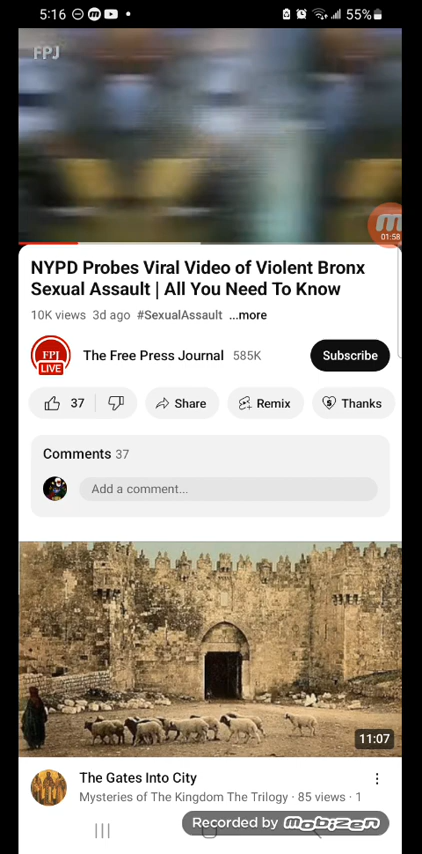 5:16
55%
FPJ
01:58
NYPD Probes Viral Video of Violent Bronx
Sexual Assault | All You Need To Know
10K views 3d ago #SexualAssault ...more
FPJ
LIVE
The Free Press Journal 585K
Subscribe
37
Share
Remix
Thanks
Comments 37
Add a comment...
11:07
The Gates Into City
Mysteries of The Kingdom The Trilogy · 85 views · 1
Recorded by MOBIZEN